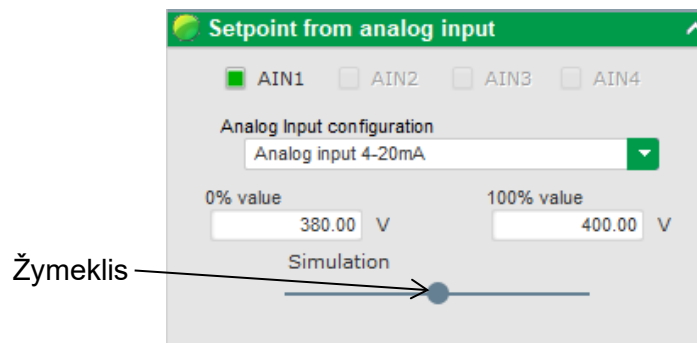 Setpoint from analog input
AIN1 AIN2 AIN3 AIN4
Analog Input configuration
Analog input 4-20mA
0% value 100% value
380.00 V 400.00 V
Simulation
Žymeklis